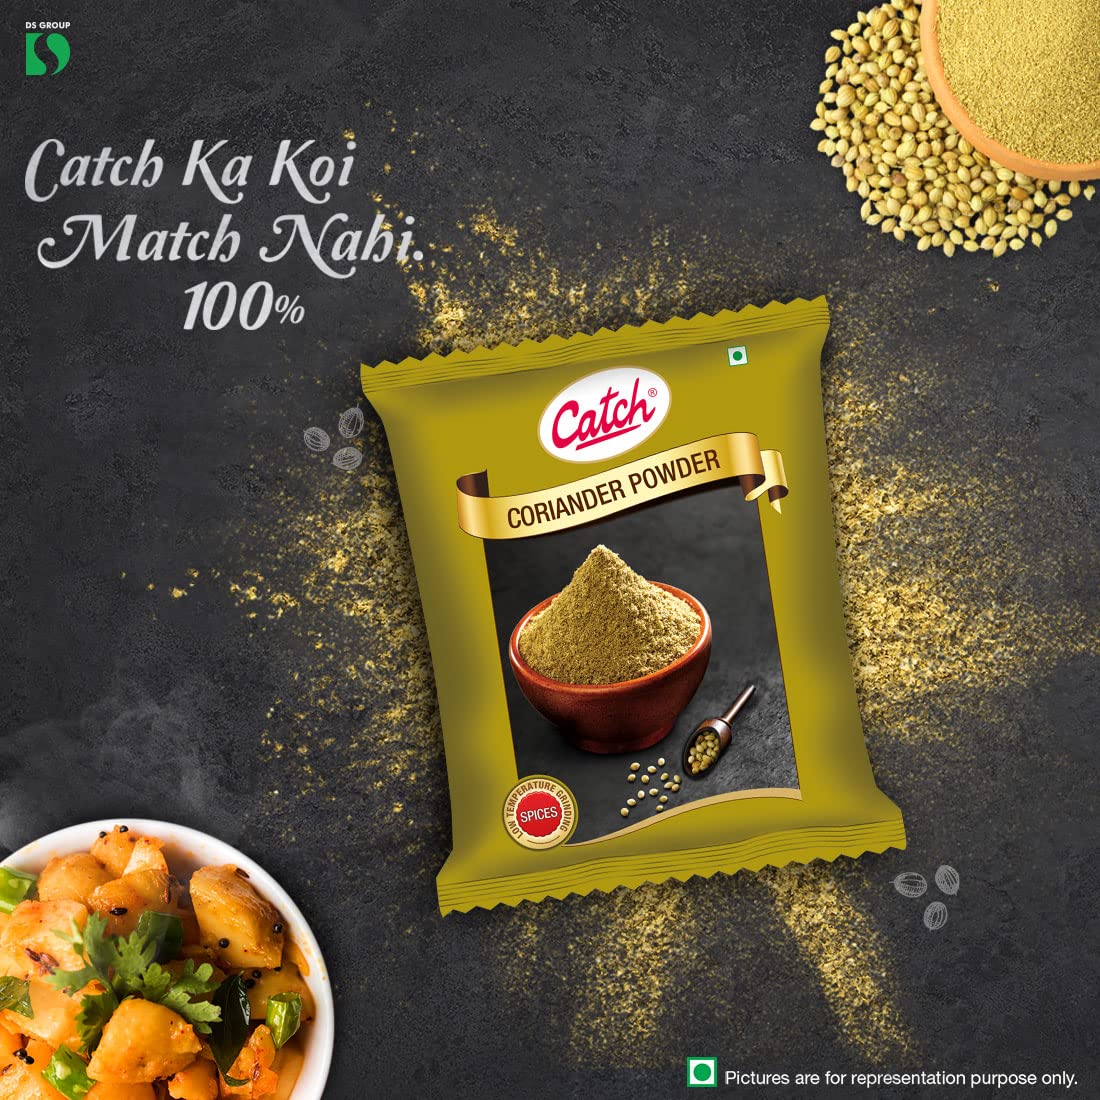 DS GROUP
Catch Ka Koi
Match Nahi.
100%
Catch®
CORIANDER POWDER
LOW TEMPERATURE GRINDING
SPICES
Pictures are for representation purpose only.